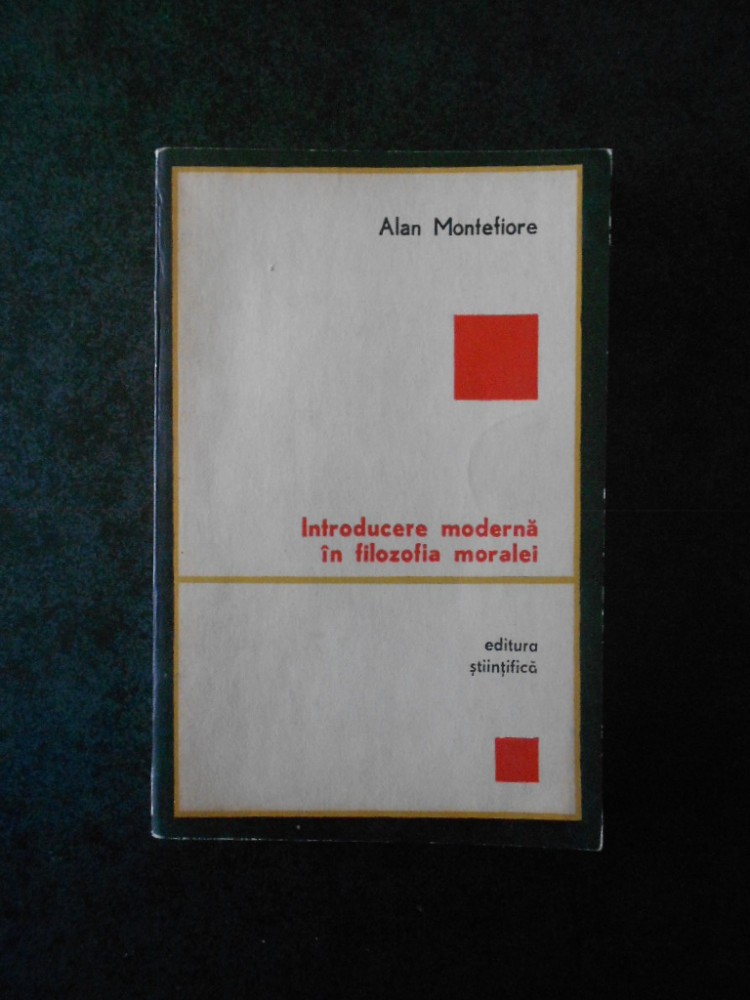 Alan Montefiore
Introducere modernă
în filozofia moralei
editura
științifică